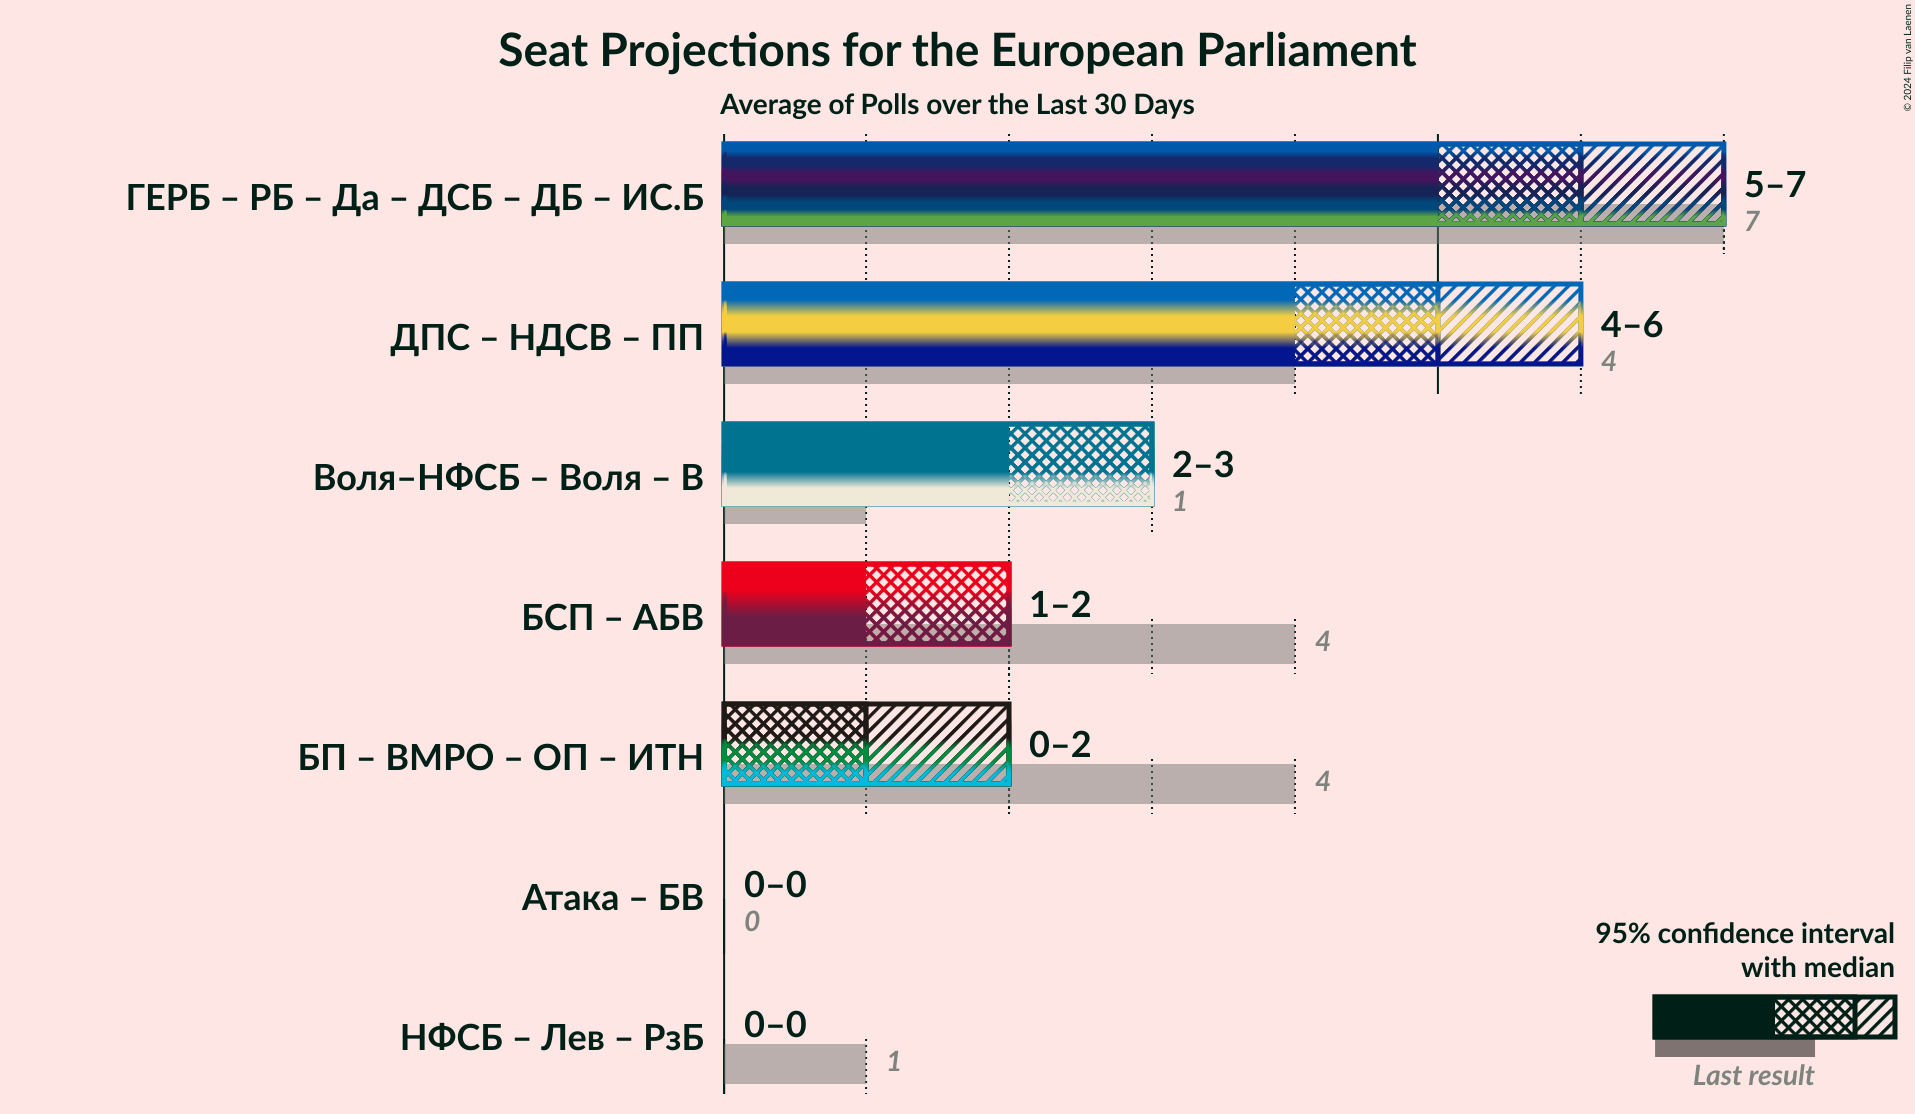 Seat Projections for the European Parliament
Average of Polls over the Last 30 Days
© 2024 Filip van Laenen
ГЕРБ – РБ – Да – ДСБ – ДБ – ИС.Б
5–7
7
ДПС – НДСВ – ПП
4–6
4
Воля–НФСБ – Воля – В
2–3
1
БСП – АБВ
1–2
4
БП – ВМРО – ОП – ИТН
0–2
4
Атака – БВ
0–0
0
НФСБ – Лев – РзБ
0–0
1
95% confidence interval
with median
Last result